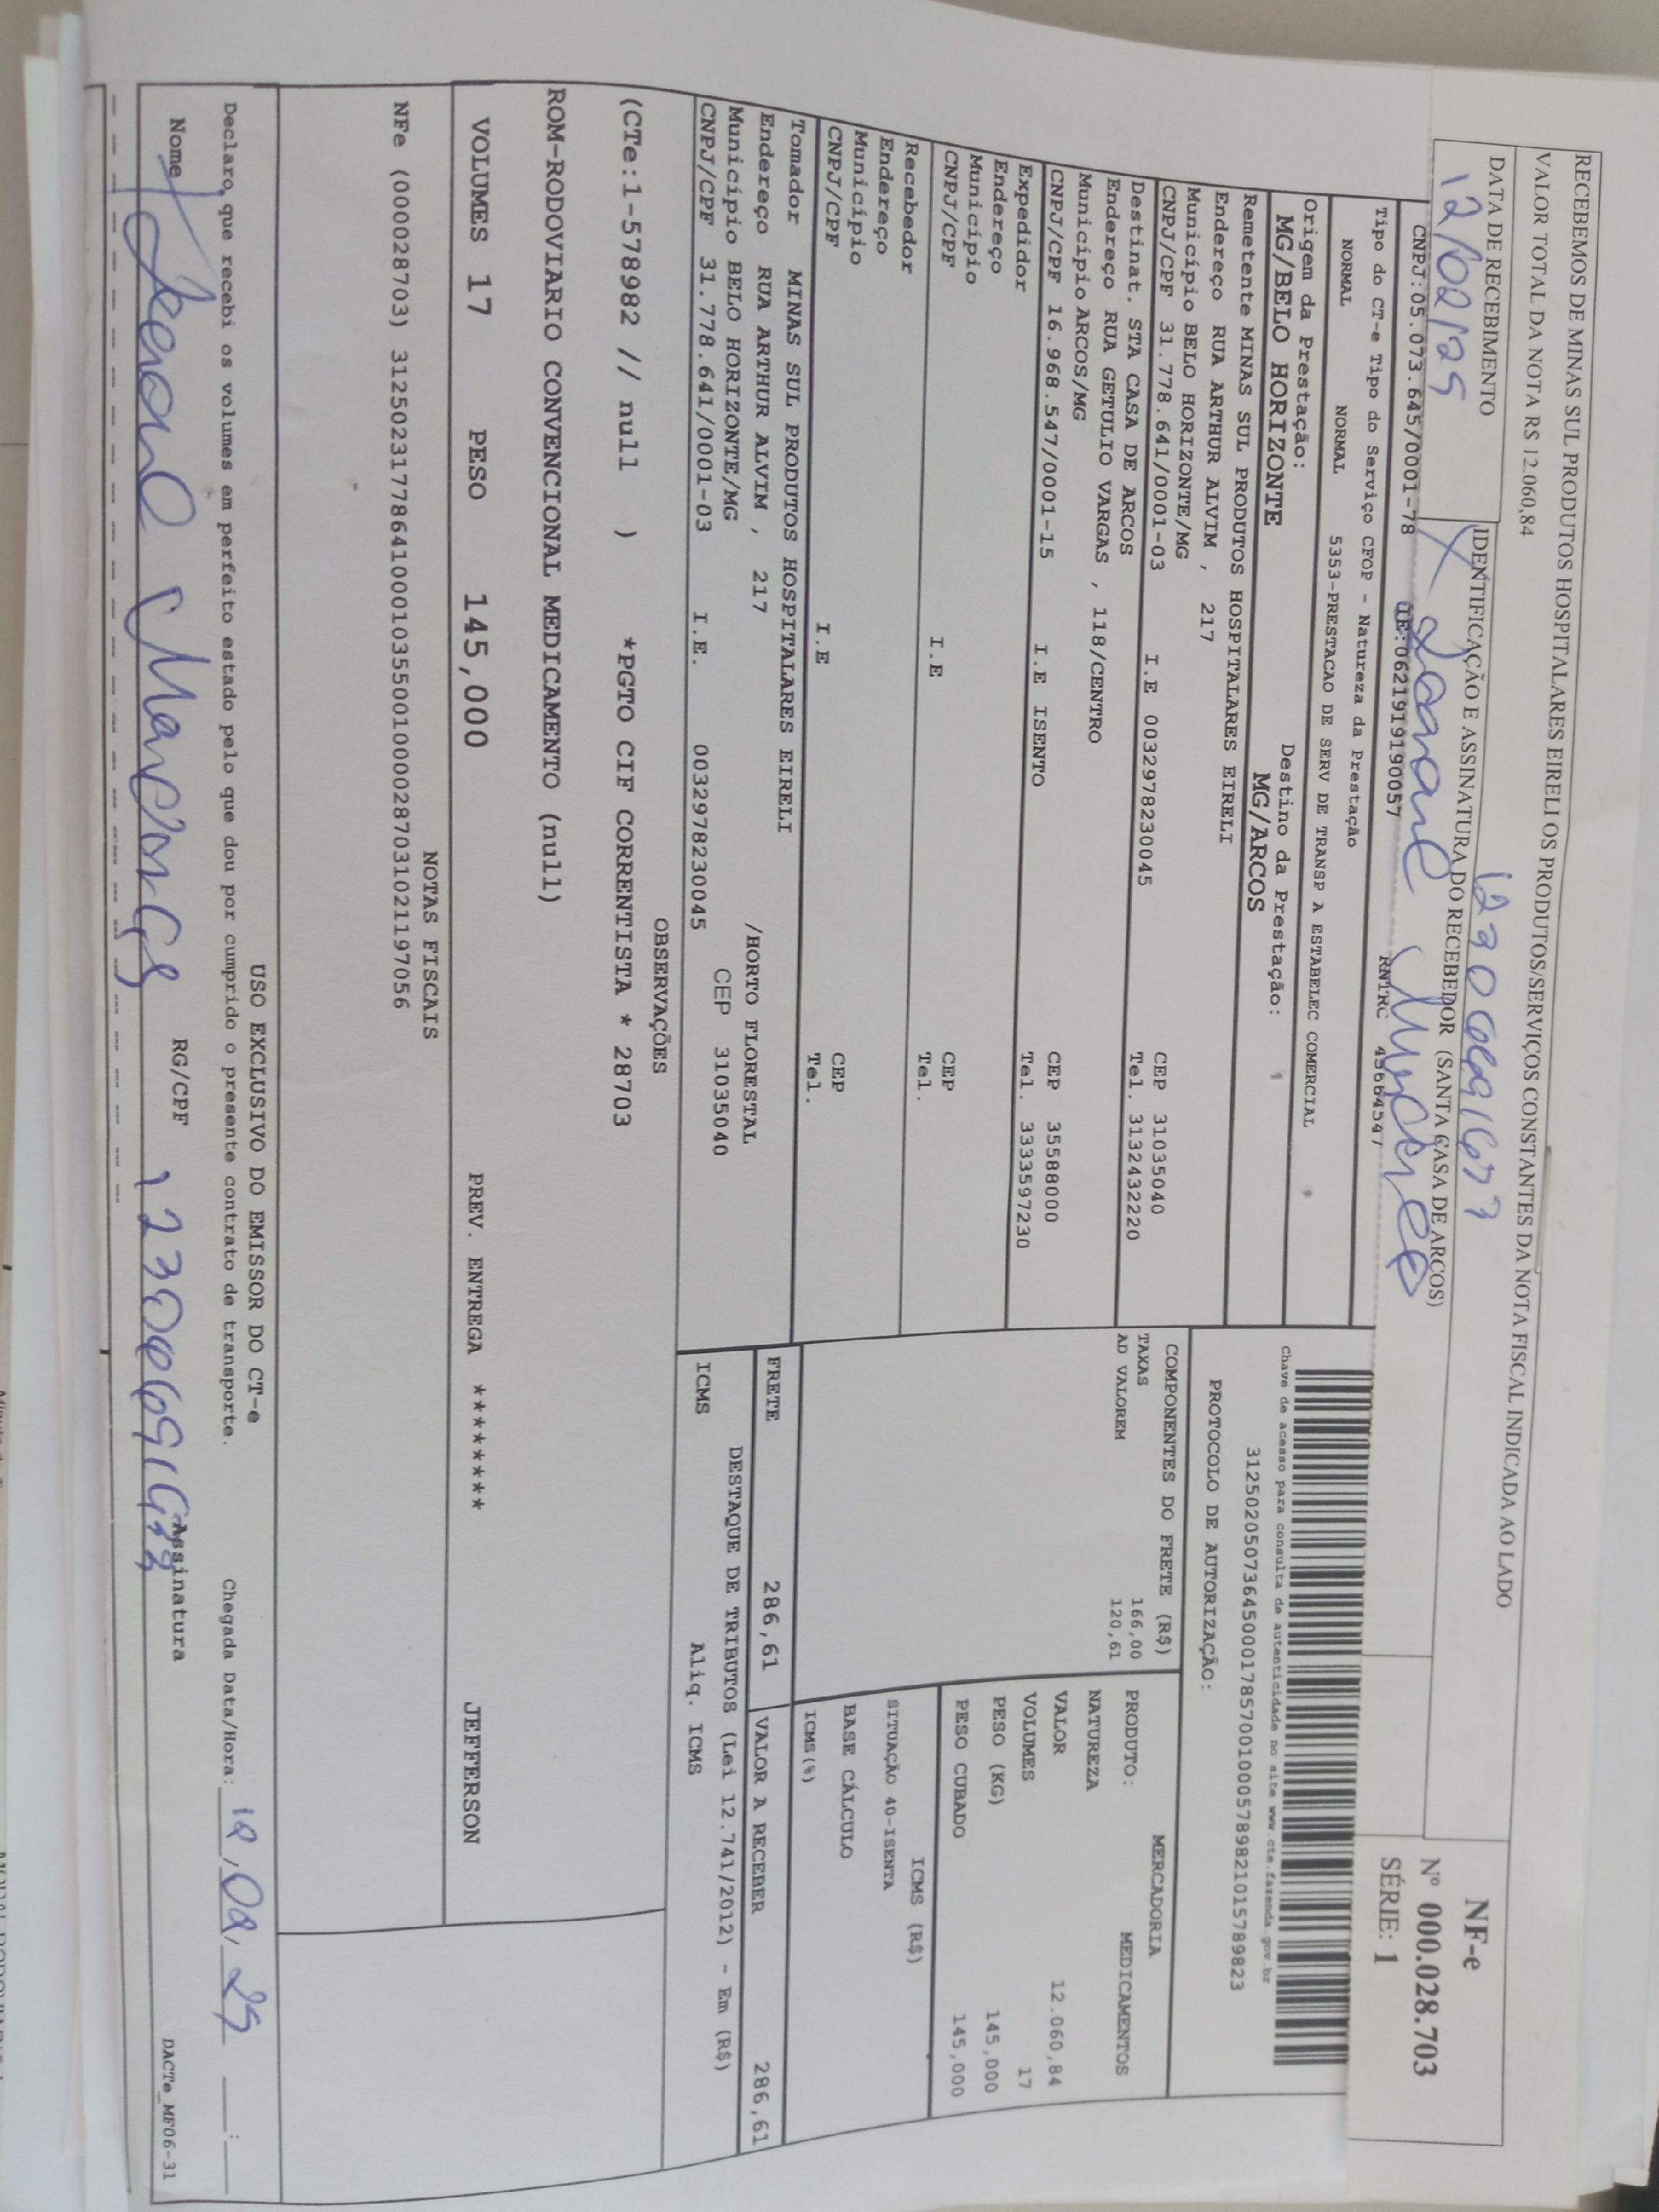 RECEBEMOS DE MINAS SUL PRODUTOS HOSPITALARES EIRELI OS PRODUTOS/SERVIÇOS CONSTANTES DA NOTA FISCAL INDICADA AO LADO
VALOR TOTAL DA NOTA RS 12.060,84
DATA DE RECEBIMENTO
12/02/25
IDENTIFICAÇÃO E ASSINATURA DO RECEBEDOR (SANTA CASA DE ARCOS)
NF-e
Nº 000.028.703
SÉRIE: 1
CNPJ:05.073.645/0001-78 IE:0621919190057 RNTRC 45664547
Tipo do CT-e Tipo do Serviço CFOP - Natureza da Prestação
NORMAL NORMAL 5353-PRESTACAO DE SERV DE TRANSP A ESTABELEC COMERCIAL
Origem da Prestação: Destino da Prestação:
MG/BELO HORIZONTE MG/ARCOS
Chave de acesso para consulta de autenticidade no site www.cte.fazenda.gov.br
31250205073645000178570010005789821015789823
PROTOCOLO DE AUTORIZAÇÃO:
Remetente MINAS SUL PRODUTOS HOSPITALARES EIRELI
Endereço RUA ARTHUR ALVIM , 217
Município BELO HORIZONTE/MG CEP 31035040
CNPJ/CPF 31.778.641/0001-03 I.E 0032978230045 Tel. 3132432220
Destinat. STA CASA DE ARCOS
Endereço RUA GETULIO VARGAS , 118/CENTRO
Município ARCOS/MG CEP 35588000
CNPJ/CPF 16.968.547/0001-15 I.E ISENTO Tel. 3333597230
Expedidor
Endereço
Município CEP
CNPJ/CPF I.E Tel.
Recebedor
Endereço
Município CEP
CNPJ/CPF I.E Tel.
Tomador MINAS SUL PRODUTOS HOSPITALARES EIRELI
Endereço RUA ARTHUR ALVIM , 217 /HORTO FLORESTAL
Município BELO HORIZONTE/MG CEP 31035040
CNPJ/CPF 31.778.641/0001-03 I.E. 0032978230045
COMPONENTES DO FRETE (R$)
TAXAS 166,00
AD VALOREM 120,61
MERCADORIA
PRODUTO: MEDICAMENTOS
NATUREZA
VALOR 12.060,84
VOLUMES 17
PESO (KG) 145,000
PESO CUBADO 145,000
ICMS (R$)
SITUAÇÃO 40-ISENTA
BASE CÁLCULO
ICMS(%)
FRETE 286,61 VALOR A RECEBER 286,61
DESTAQUE DE TRIBUTOS (Lei 12.741/2012) - Em (R$)
ICMS Aliq. ICMS
OBSERVAÇÕES
(CTe:1-578982 // null ) *PGTO CIF CORRENTISTA * 28703
ROM-RODOVIARIO CONVENCIONAL MEDICAMENTO (null)
VOLUMES 17 PESO 145,000 PREV. ENTREGA ******** JEFFERSON
NOTAS FISCAIS
NFe (000028703) 31250231778641000103550010000287031021197056
USO EXCLUSIVO DO EMISSOR DO CT-e
Declaro que recebi os volumes em perfeito estado pelo que dou por cumprido o presente contrato de transporte. Chegada Data/Hora: 12,02,25 __:__
Nome RG/CPF Assinatura
DACTe_MF06-31